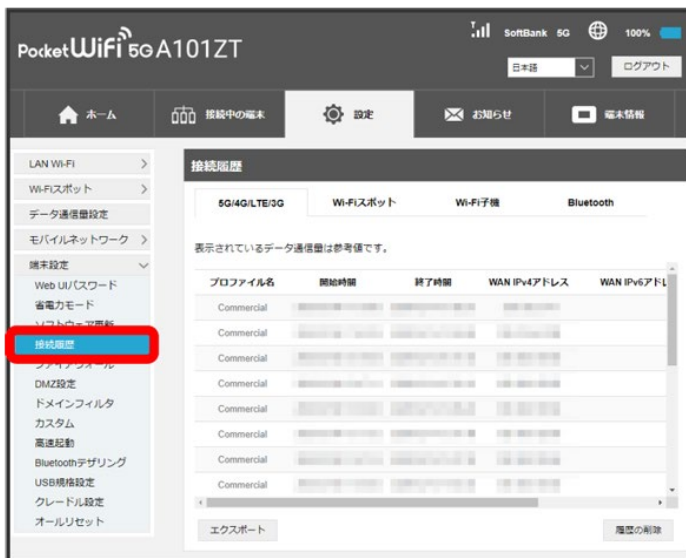 SoftBank 5G 100%
Pocket WiFi 5G A101ZT
日本語 ログアウト
ホーム 接続中の端末 設定 お知らせ 端末情報
LAN Wi-Fi
Wi-Fiスポット
データ通信量設定
モバイルネットワーク
端末設定
Web UIパスワード
省電力モード
ソフトウェア更新
接続履歴
ファイアウォール
DMZ設定
ドメインフィルタ
カスタム
高速起動
Bluetoothテザリング
USB規格設定
クレードル設定
オールリセット
接続履歴
5G/4G/LTE/3G Wi-Fiスポット Wi-Fi子機 Bluetooth
表示されているデータ通信量は参考値です。
プロファイル名 開始時間 終了時間 WAN IPv4アドレス WAN IPv6アドレ
Commercial
Commercial
Commercial
Commercial
Commercial
Commercial
Commercial
Commercial
エクスポート 履歴の削除